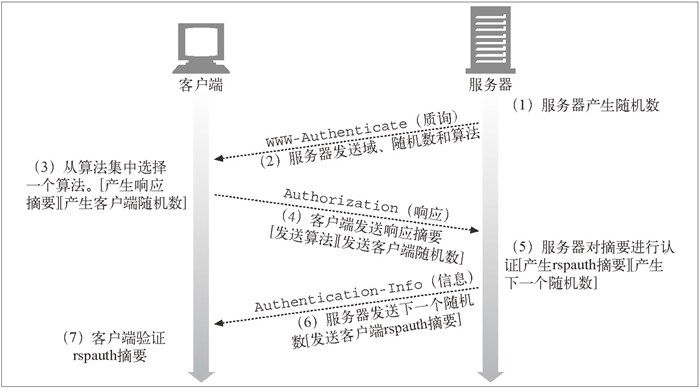 客户端
服务器
(1)服务器产生随机数
WWW-Authenticate(质询)
(2)服务器发送域、随机数和算法
(3)从算法集中选择
一个算法。[产生响应
摘要][产生客户端随机数]
Authorization(响应)
(4)客户端发送响应摘要
[发送算法][发送客户端随机数]
(5)服务器对摘要进行认
证[产生rspauth摘要][产生
下一个随机数]
Authentication-Info(信息)
(6)服务器发送下一个随机
数[发送客户端rspauth摘要]
(7)客户端验证
rspauth摘要